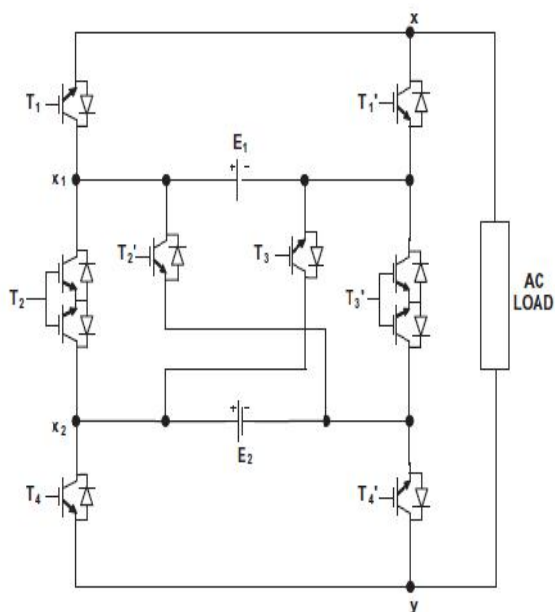 x
T1
T1'
E1
+ -
x1
T2'
T3
T2
T3'
AC
LOAD
x2
+ -
E2
T4
T4'
y